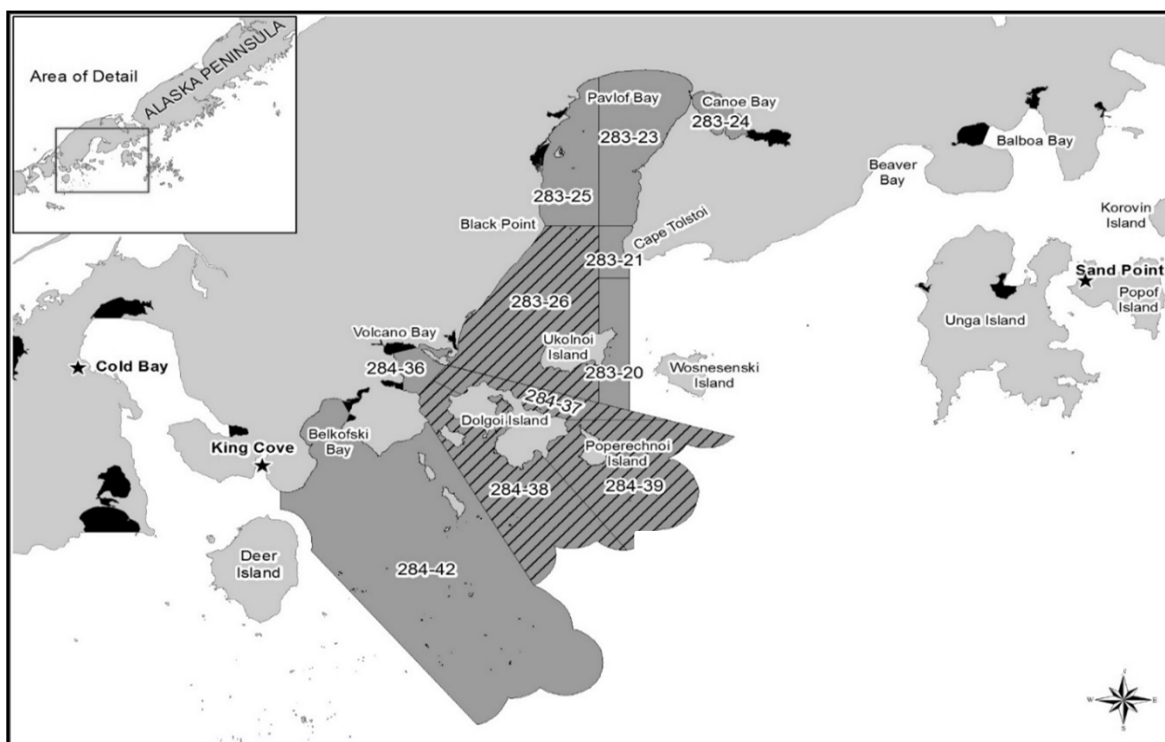 Area of Detail
ALASKA PENINSULA
Pavlof Bay
Canoe Bay
283-24
283-23
Balboa Bay
Beaver
Bay
283-25
Black Point
Cape Tolstoi
Korovin
Island
283-21
Sand Point
Popof
Island
283-26
Unga Island
Volcano Bay
Ukolnoi
Island
284-36
283-20
Wosnesenski
Island
Cold Bay
284-37
Dolgoi Island
Belkofski
Bay
King Cove
Poperechnoi
Island
284-38
284-39
Deer
Island
284-42
W
E
S